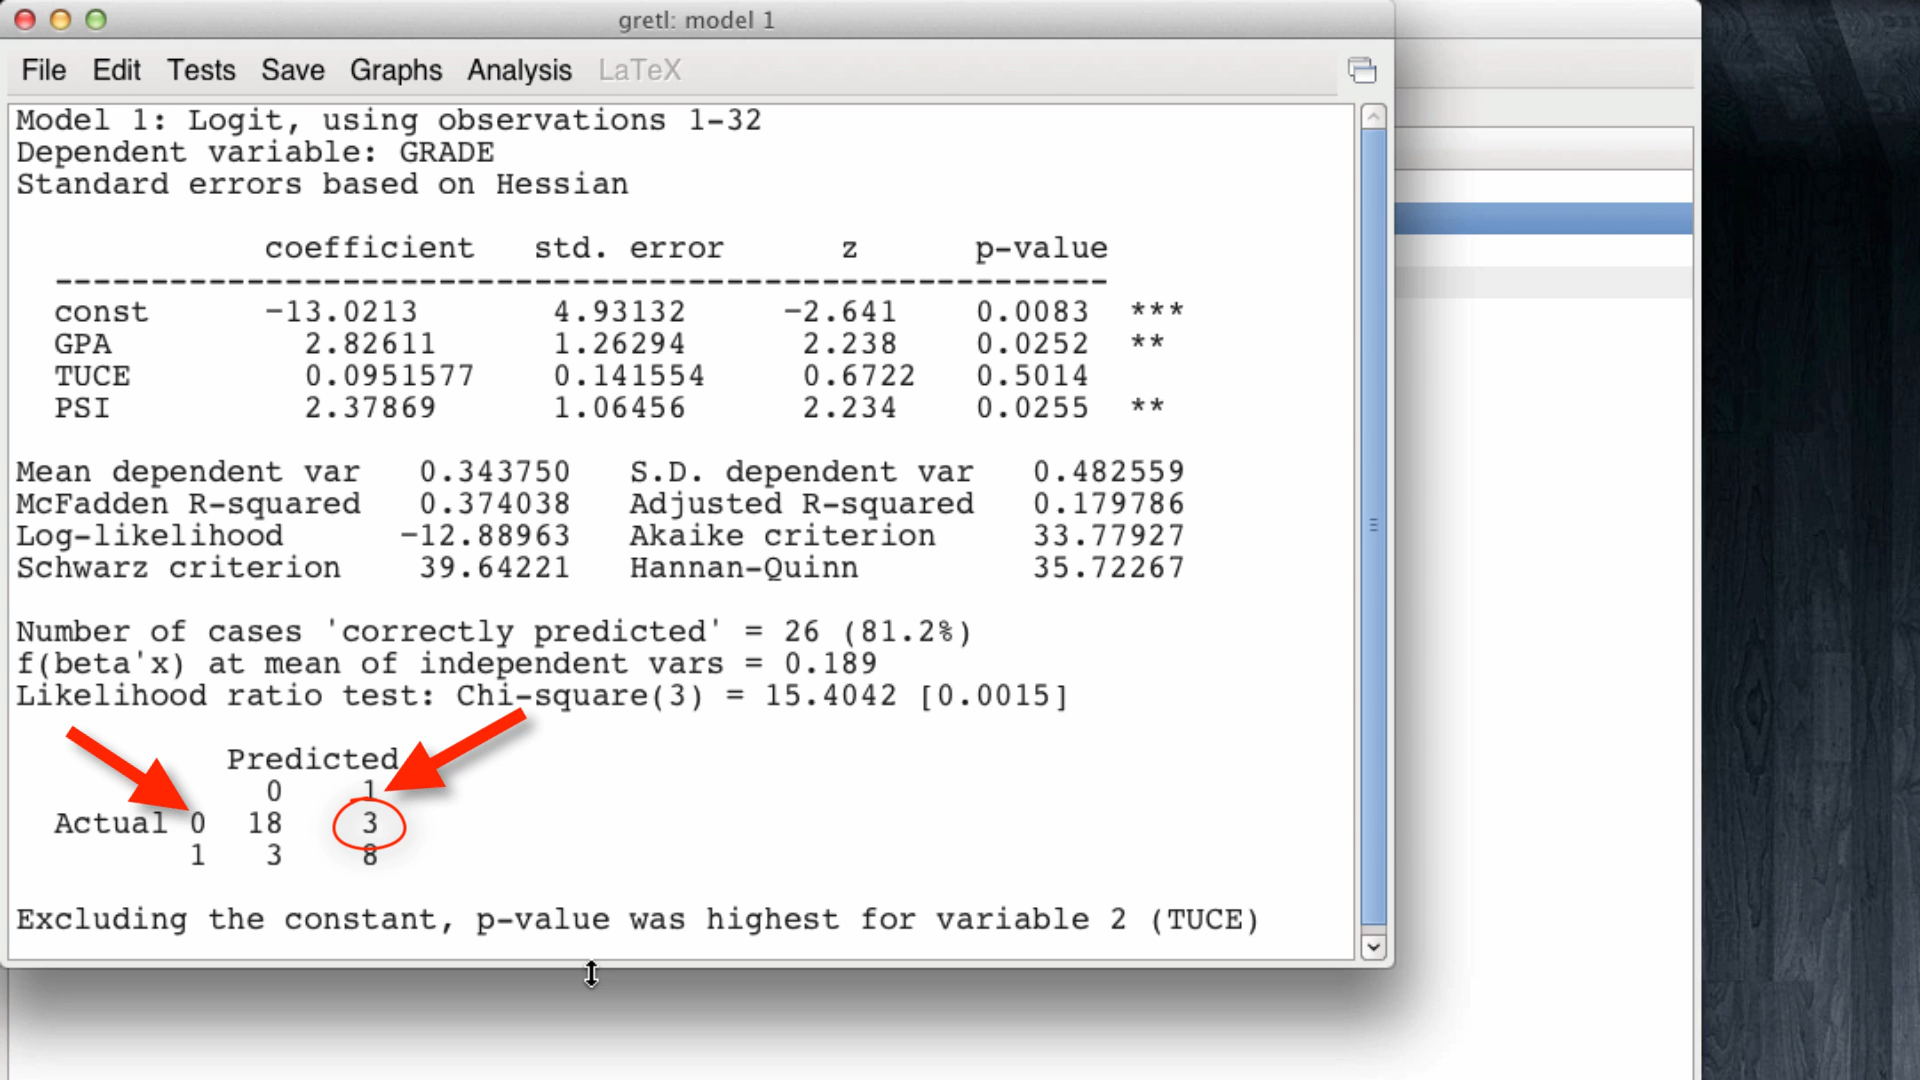 gretl: model 1
File Edit Tests Save Graphs Analysis LaTeX
Model 1: Logit, using observations 1-32
Dependent variable: GRADE
Standard errors based on Hessian
coefficient std. error z p-value
------------------------------------------------------
const -13.0213 4.93132 -2.641 0.0083 ***
GPA 2.82611 1.26294 2.238 0.0252 **
TUCE 0.0951577 0.141554 0.6722 0.5014
PSI 2.37869 1.06456 2.234 0.0255 **
Mean dependent var 0.343750 S.D. dependent var 0.482559
McFadden R-squared 0.374038 Adjusted R-squared 0.179786
Log-likelihood -12.88963 Akaike criterion 33.77927
Schwarz criterion 39.64221 Hannan-Quinn 35.72267
Number of cases 'correctly predicted' = 26 (81.2%)
f(beta'x) at mean of independent vars = 0.189
Likelihood ratio test: Chi-square(3) = 15.4042 [0.0015]
Predicted
0 1
Actual 0 18 3
1 3 8
Excluding the constant, p-value was highest for variable 2 (TUCE)